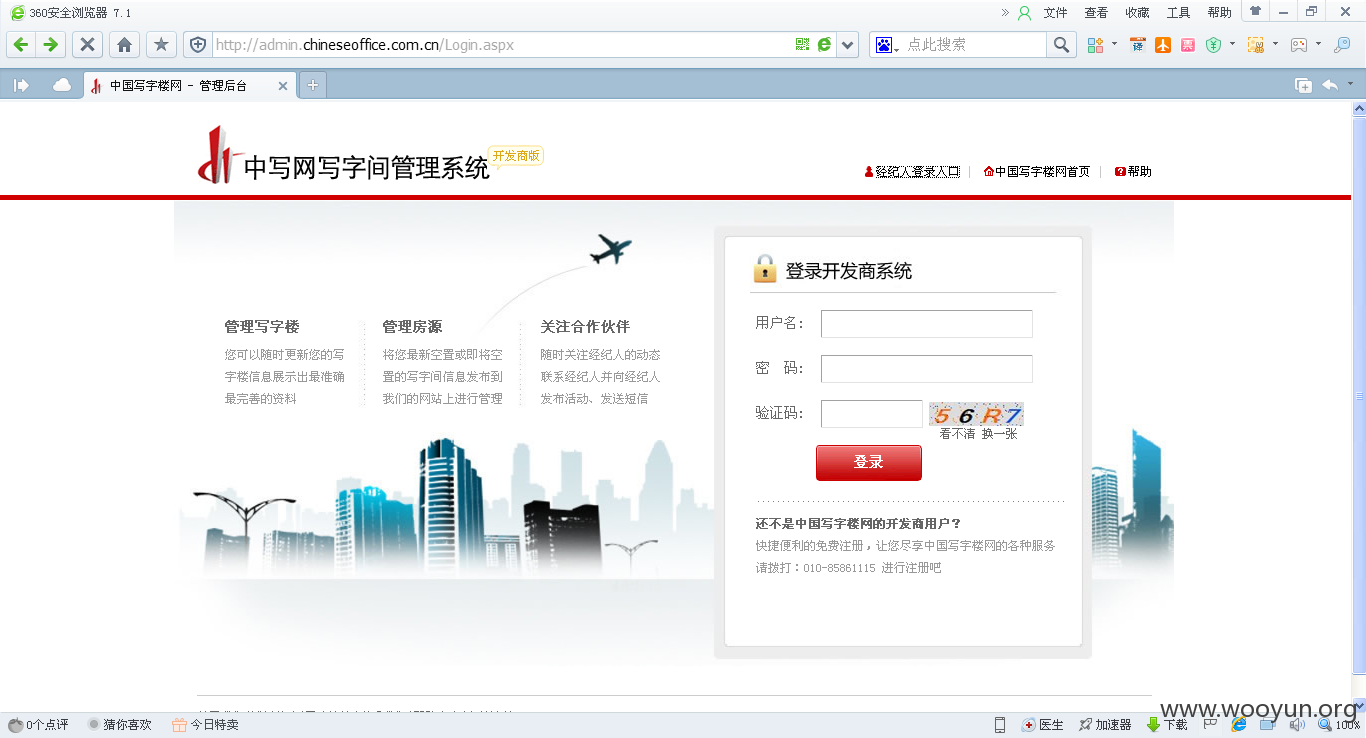 360安全浏览器 7.1
» 文件 查看 收藏 工具 帮助
http://admin.chineseoffice.com.cn/Login.aspx
点此搜索
译
票
中国写字楼网 - 管理后台
中写网写字间管理系统 开发商版
经纪人登录入口 | 中国写字楼网首页 | 帮助
登录开发商系统
管理写字楼
您可以随时更新您的写
字楼信息展示出最准确
最完善的资料
管理房源
将您最新空置或即将空
置的写字间信息发布到
我们的网站上进行管理
关注合作伙伴
随时关注经纪人的动态
联系经纪人并向经纪人
发布活动、发送短信
用户名：
密 码：
验证码：
56R7
看不清 换一张
登录
还不是中国写字楼网的开发商用户？
快捷便利的免费注册，让您尽享中国写字楼网的各种服务
请拨打：010-85861115 进行注册吧
0个点评 猜你喜欢 今日特卖
医生 加速器 下载 100%
www.wooyun.org